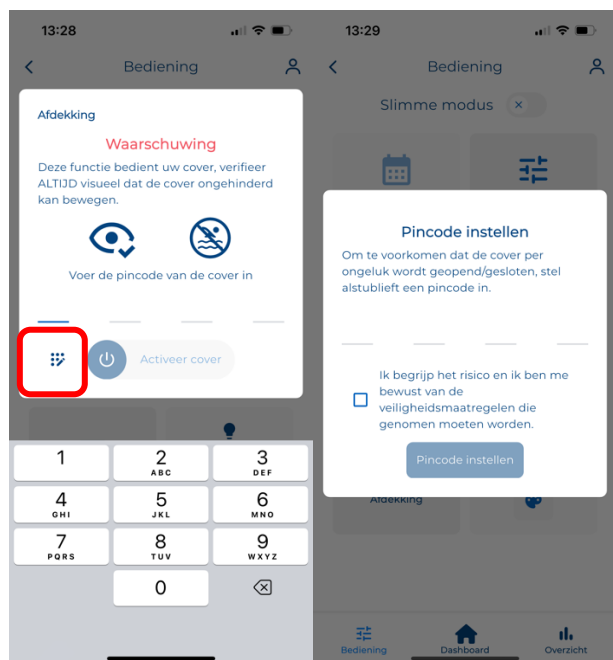 13:28
Bediening
Afdekking
Waarschuwing
Deze functie bedient uw cover, verifieer
ALTIJD visueel dat de cover ongehinderd
kan bewegen.
Voer de pincode van de cover in
Activeer cover
1
2
ABC
3
DEF
4
GHI
5
JKL
6
MNO
7
PQRS
8
TUV
9
WXYZ
0
13:29
Bediening
Slimme modus
Pincode instellen
Om te voorkomen dat de cover per
ongeluk wordt geopend/gesloten, stel
alstublieft een pincode in.
Ik begrijp het risico en ik ben me
bewust van de
veiligheidsmaatregelen die
genomen moeten worden.
Pincode instellen
Afdekking
Bediening
Dashboard
Overzicht